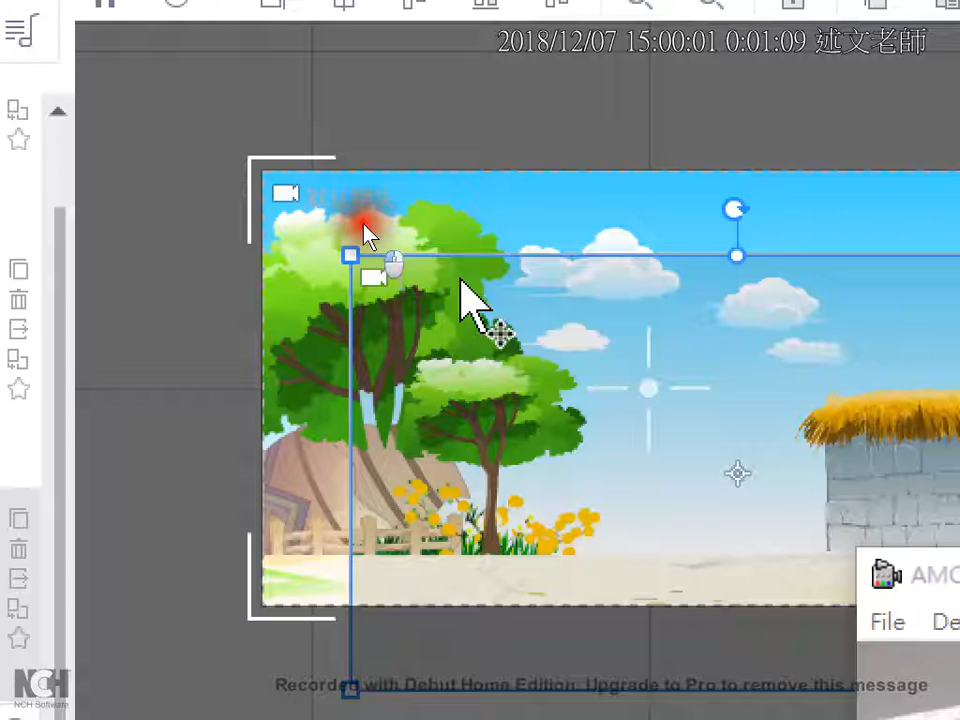 2018/12/07 15:00:01 0:01:09 述文老師
AMC
File De
Recorded with Debut Home Edition. Upgrade to Pro to remove this message
NCH
NCH Software